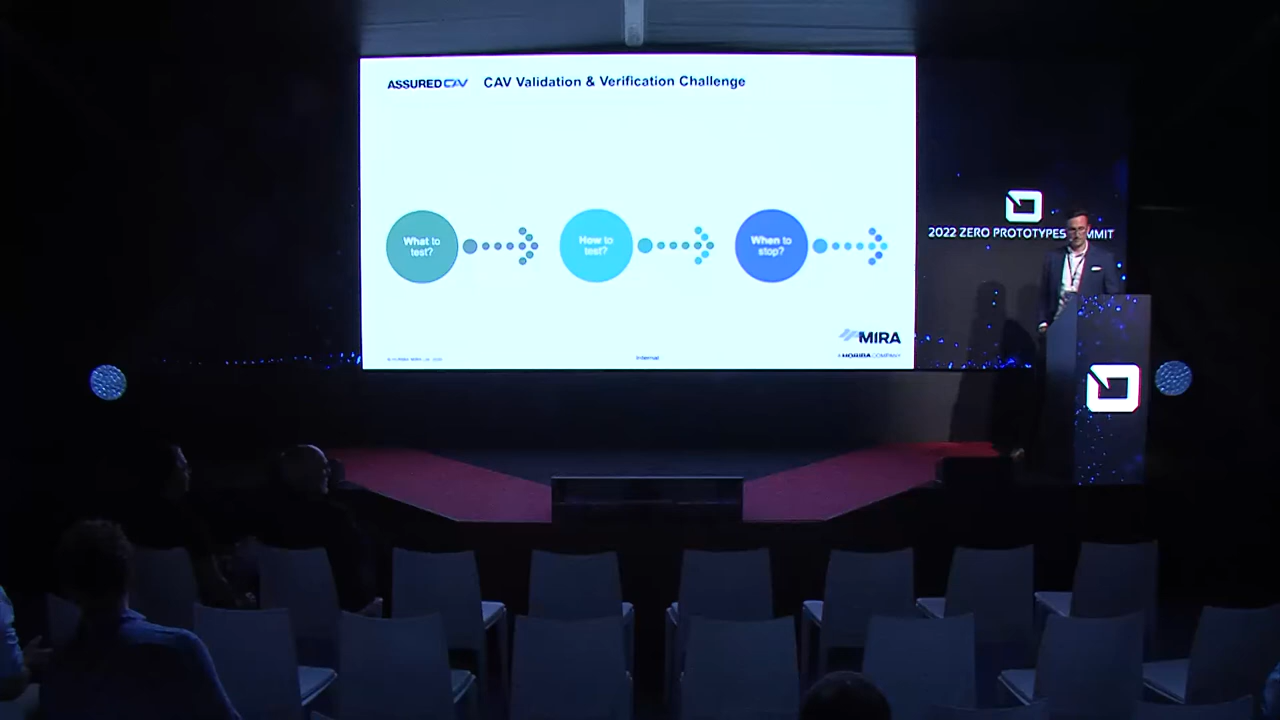 ASSURED CAV
CAV Validation & Verification Challenge
What to
test?
How to
test?
When to
stop?
MIRA
A HORIBA COMPANY
Internal
2022 ZERO PROTOTYPES